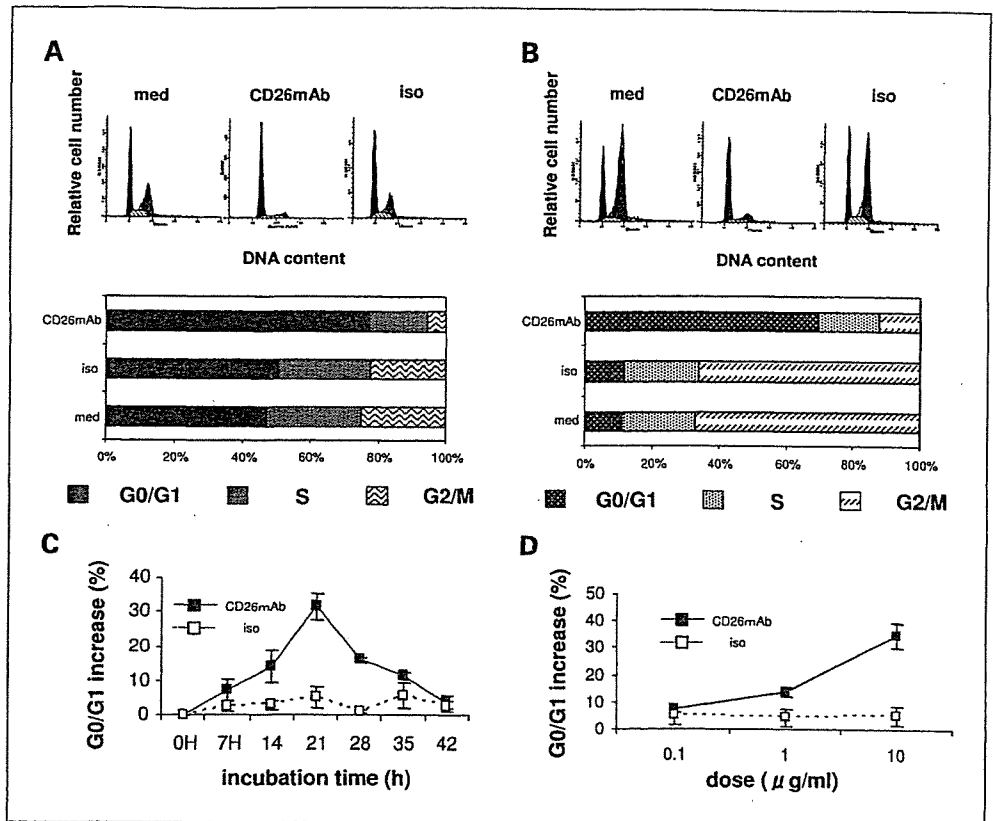 A
Relative cell number
med CD26mAb iso
DNA content
CD26mAb
iso
med
0% 20% 40% 60% 80% 100%
G0/G1 S G2/M
B
Relative cell number
med CD26mAb iso
DNA content
CD26mAb
iso
med
0% 20% 40% 60% 80% 100%
G0/G1 S G2/M
C
G0/G1 increase (%)
40
30
20
10
0
CD26mAb
iso
0H 7H 14 21 28 35 42
incubation time (h)
D
G0/G1 increase (%)
50
40
30
20
10
0
CD26mAb
iso
0.1 1 10
dose ( μ g/ml)